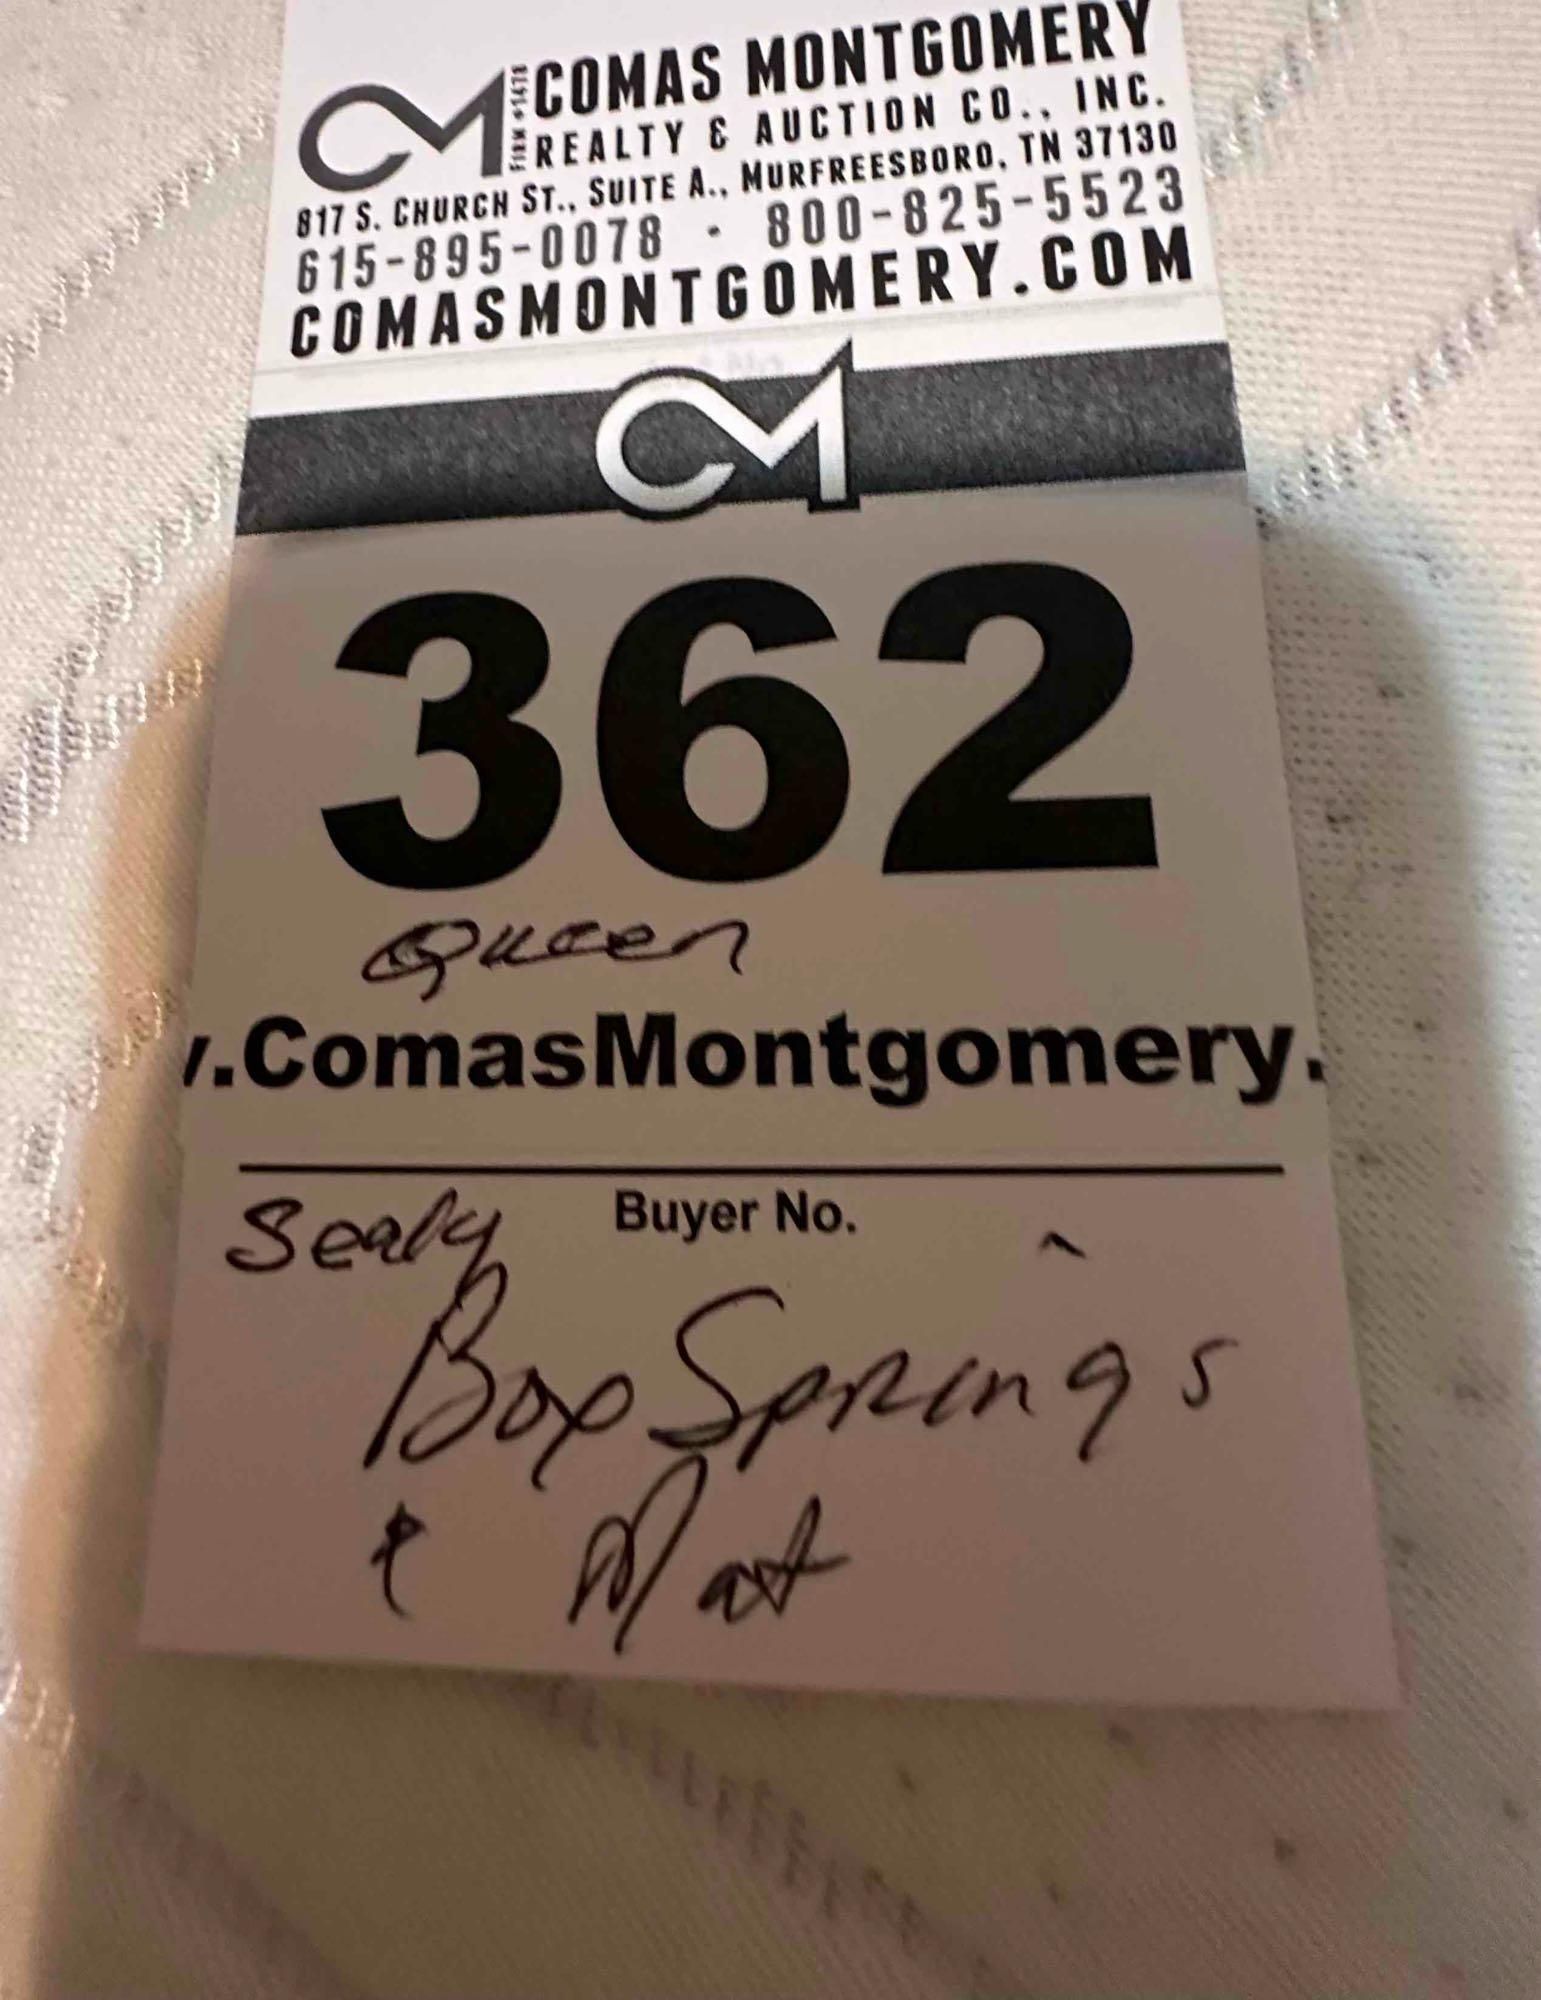 CM FIRM #1478 COMAS MONTGOMERY
REALTY & AUCTION CO., INC.
817 S. CHURCH ST., SUITE A., MURFREESBORO, TN 37130
615-895-0078 · 800-825-5523
COMASMONTGOMERY.COM
CM
362
Queen
.ComasMontgomery.
Buyer No.
Sealy
Box Springs
& Mat